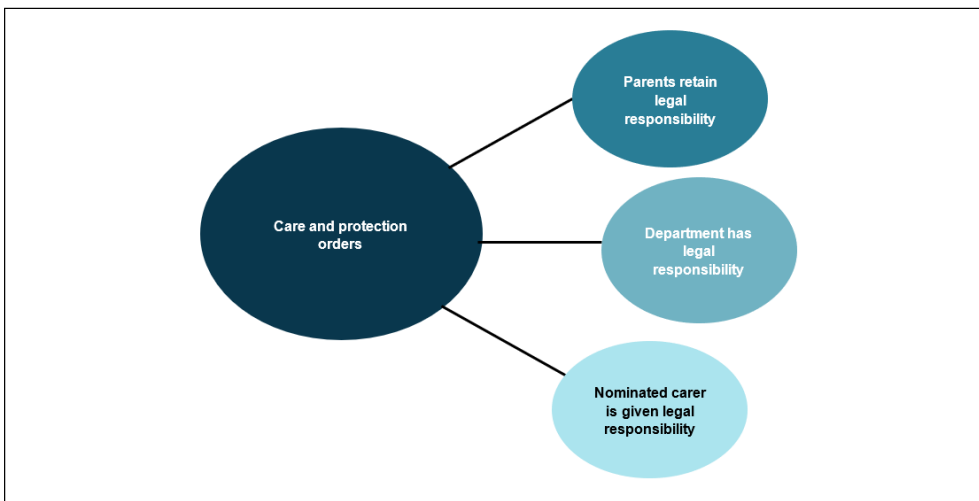 Parents retain
legal
responsibility
Care and protection
orders
Department has
legal
responsibility
Nominated carer
is given legal
responsibility